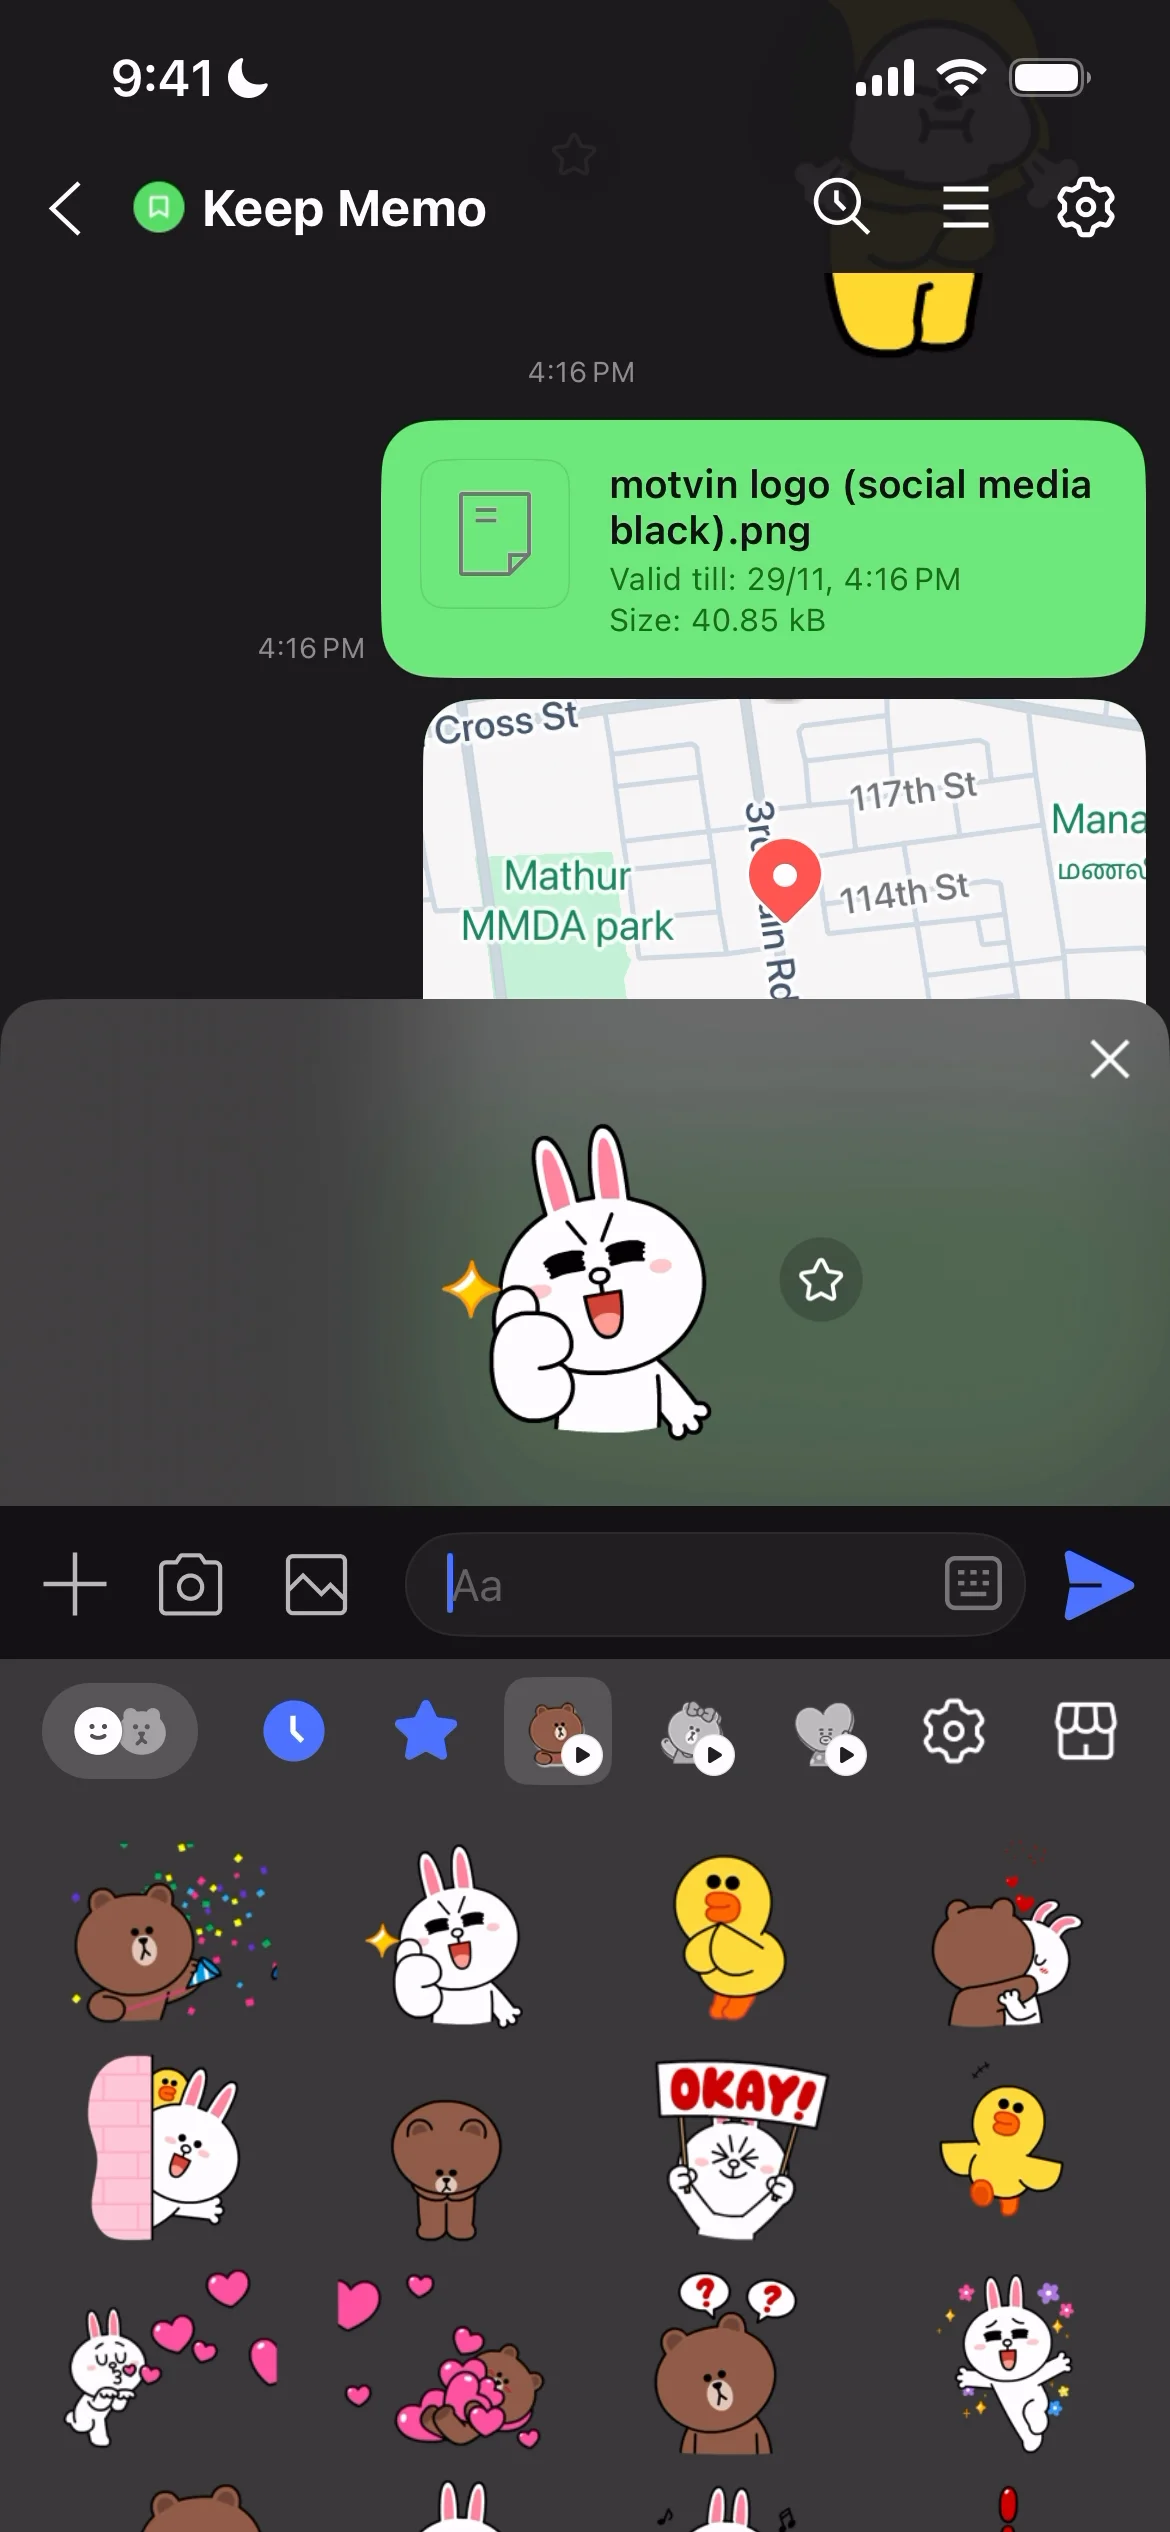 9:41
Keep Memo
4:16 PM
motvin logo (social media
black).png
Valid till: 29/11, 4:16 PM
Size: 40.85 kB
4:16 PM
Cross St
117th St
Mathur
MMDA park
114th St
Rd
Aa
OKAY!
? ?